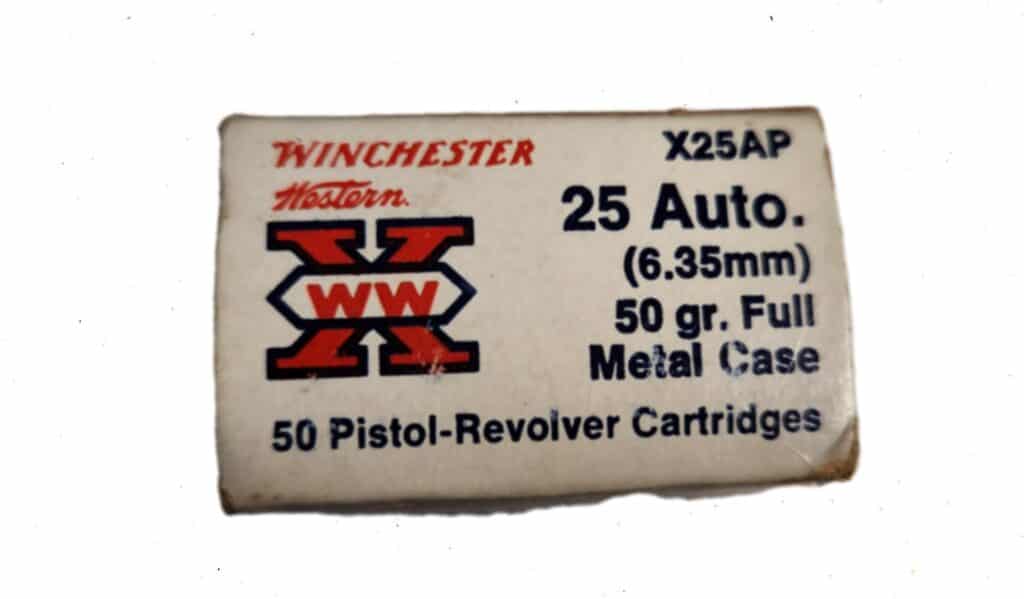 WINCHESTER
Western.
WW
X25AP
25 Auto.
(6.35mm)
50 gr. Full
Metal Case
50 Pistol-Revolver Cartridges